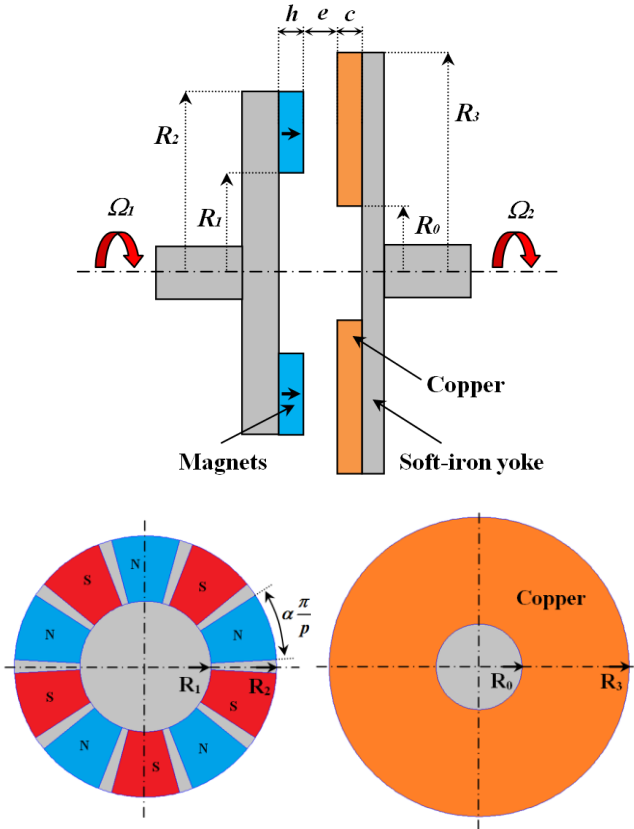 h e c
R2
R3
R1
R0
Ω1
Ω2
Copper
Magnets
Soft-iron yoke
N
S
S
N
N
α π/p
S
S
N
N
S
R1
R2
Copper
R0
R3